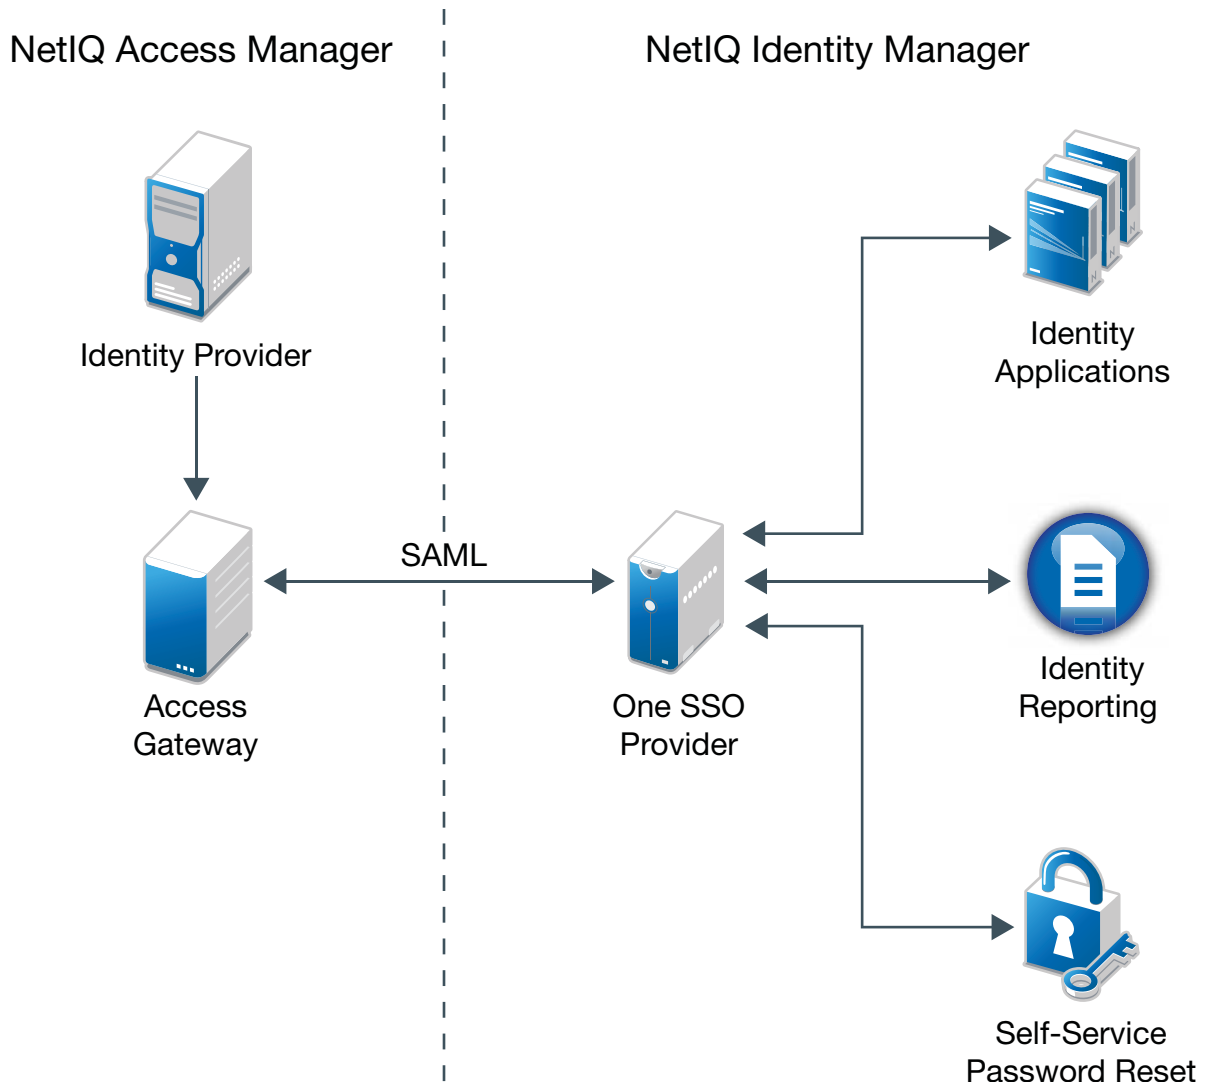 NetIQ Access Manager
NetIQ Identity Manager
Identity Provider
Identity
Applications
SAML
Access
Gateway
One SSO
Provider
Identity
Reporting
Self-Service
Password Reset